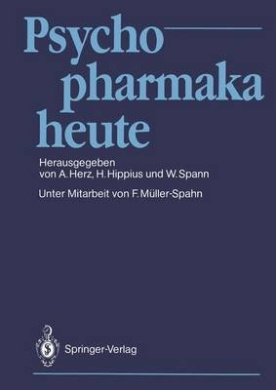 Psycho
pharmaka
heute
Herausgegeben
von A. Herz, H. Hippius und W. Spann
Unter Mitarbeit von F. Müller-Spahn
Springer-Verlag